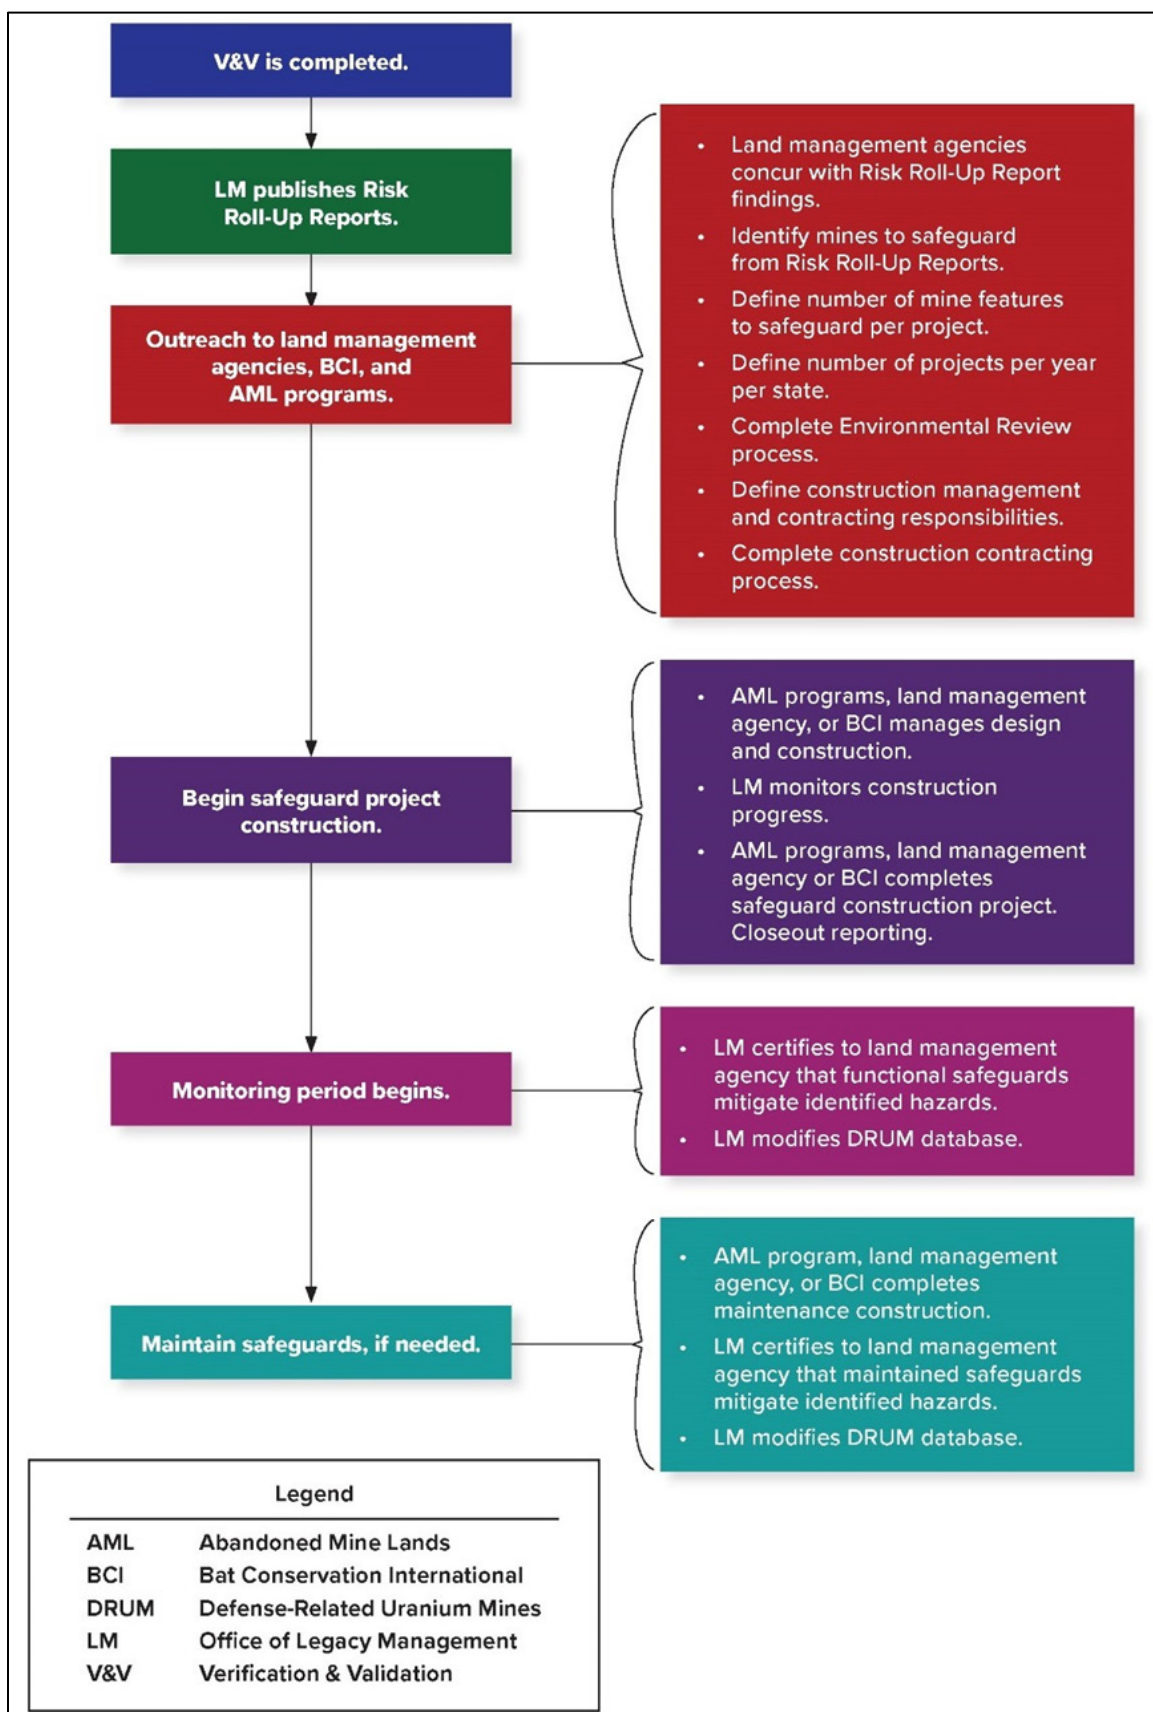 V&V is completed.
LM publishes Risk
Roll-Up Reports.
Outreach to land management
agencies, BCI, and
AML programs.
• Land management agencies
concur with Risk Roll-Up Report
findings.
• Identify mines to safeguard
from Risk Roll-Up Reports.
• Define number of mine features
to safeguard per project.
• Define number of projects per year
per state.
• Complete Environmental Review
process.
• Define construction management
and contracting responsibilities.
• Complete construction contracting
process.
Begin safeguard project
construction.
• AML programs, land management
agency, or BCI manages design
and construction.
• LM monitors construction
progress.
• AML programs, land management
agency or BCI completes
safeguard construction project.
Closeout reporting.
Monitoring period begins.
• LM certifies to land management
agency that functional safeguards
mitigate identified hazards.
• LM modifies DRUM database.
Maintain safeguards, if needed.
• AML program, land management
agency, or BCI completes
maintenance construction.
• LM certifies to land management
agency that maintained safeguards
mitigate identified hazards.
• LM modifies DRUM database.
Legend
AML Abandoned Mine Lands
BCI Bat Conservation International
DRUM Defense-Related Uranium Mines
LM Office of Legacy Management
V&V Verification & Validation